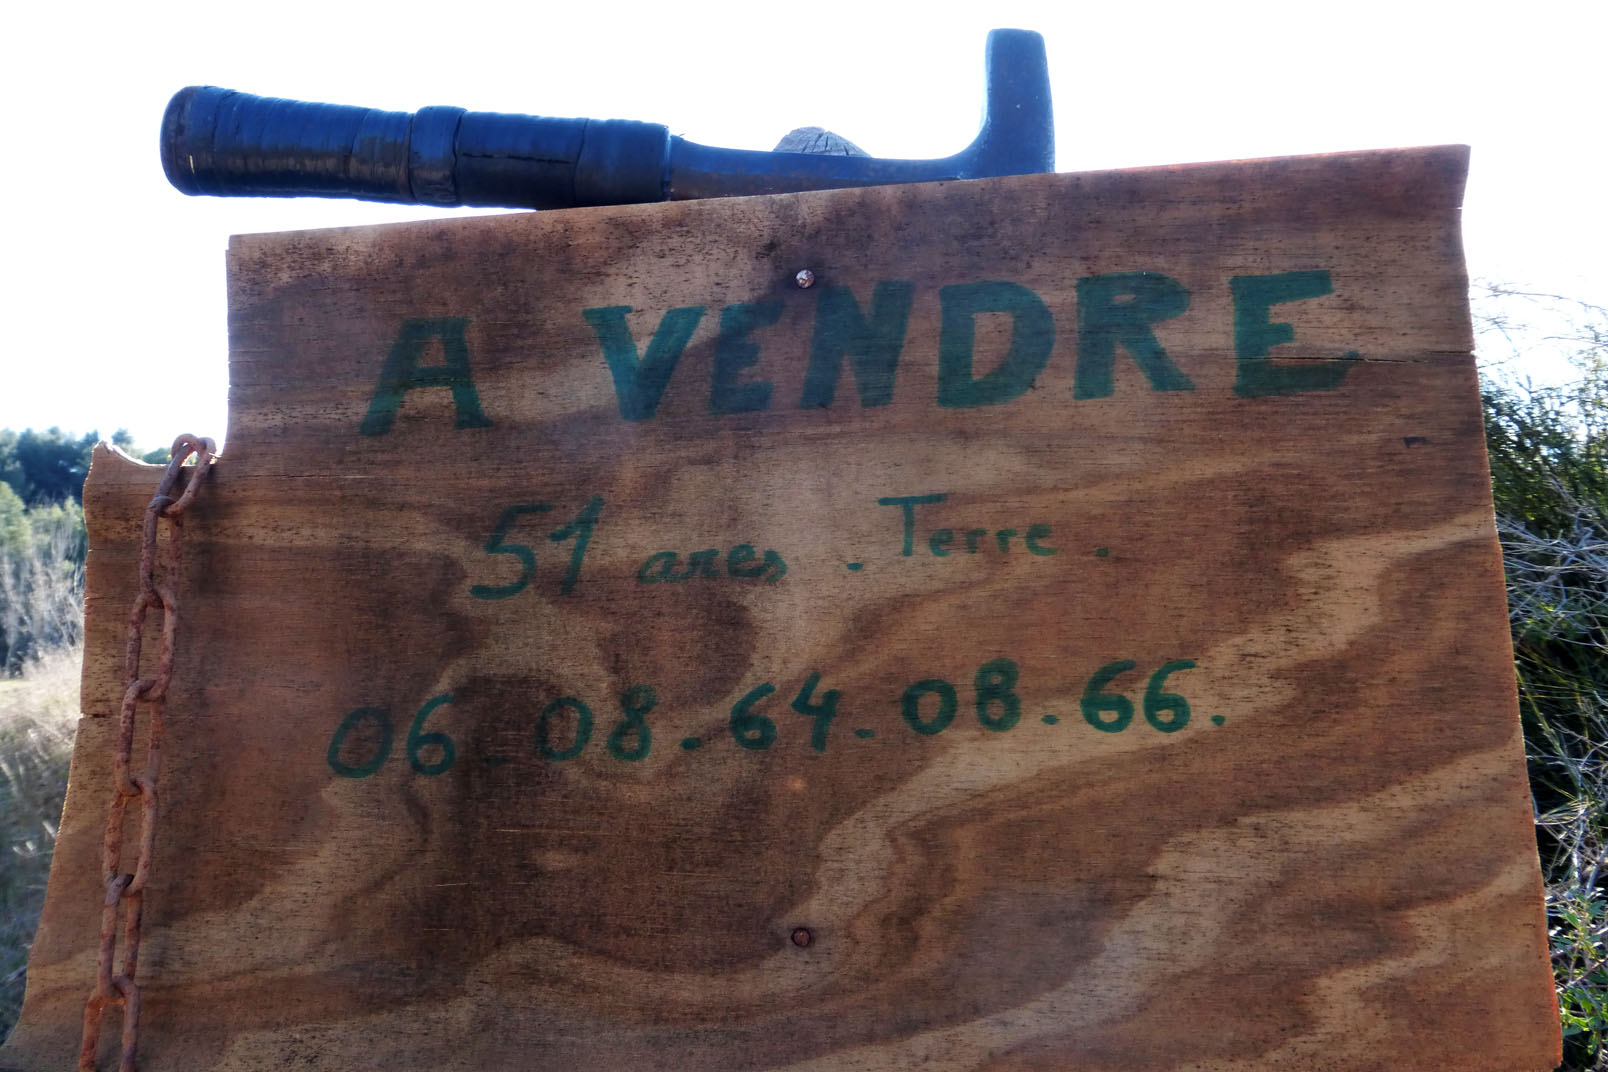 A VENDRE
51 ares . Terre .
06.08.64.08.66.